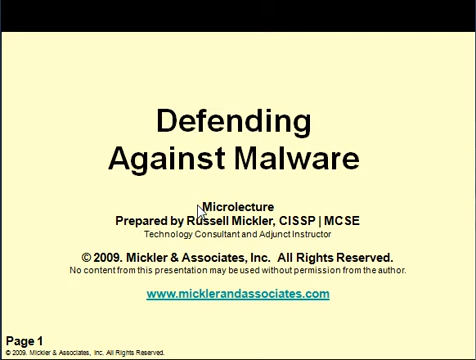 Defending
Against Malware
Microlecture
Prepared by Russell Mickler, CISSP | MCSE
Technology Consultant and Adjunct Instructor
© 2009. Mickler & Associates, Inc. All Rights Reserved.
No content from this presentation may be used without permission from the author.
www.micklerandassociates.com
Page 1
© 2009. Mickler & Associates, Inc. All Rights Reserved.